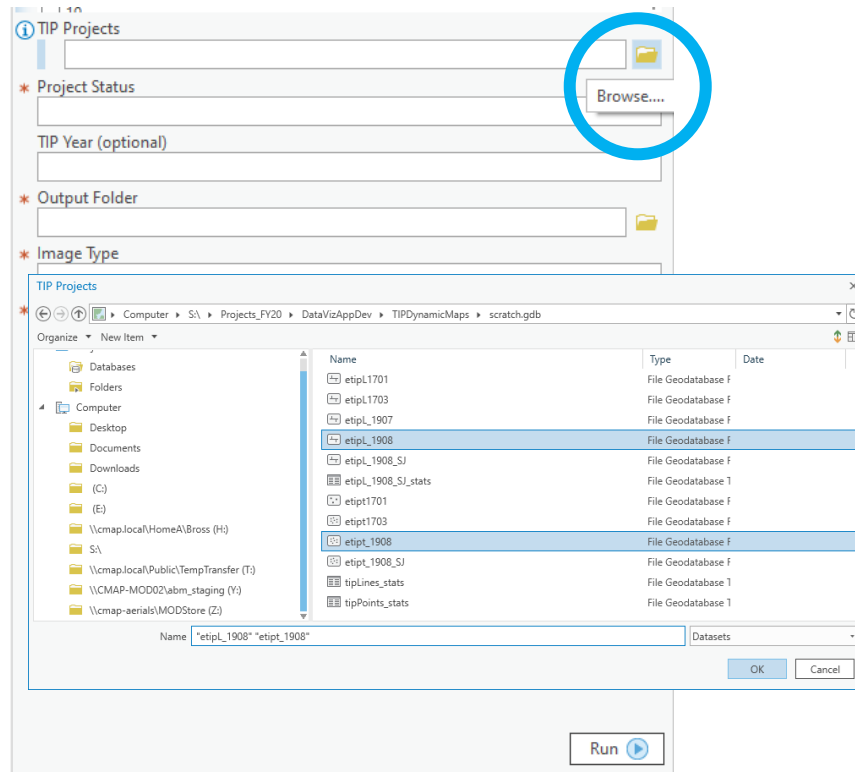 10
TIP Projects
Browse....
* Project Status
TIP Year (optional)
* Output Folder
* Image Type
*
TIP Projects
Computer S:\ Projects_FY20 DataVizAppDev TIPDynamicMaps scratch.gdb
Organize New Item
Name Type Date
Databases
Folders
Computer
Desktop
Documents
Downloads
(C:)
(E:)
\\cmap.local\HomeA\Bross (H:)
S:\
\\cmap.local\Public\TempTransfer (T:)
\\CMAP-MOD02\abm_staging (Y:)
\\cmap-aerials\MODStore (Z:)
etipL1701 File Geodatabase F
etipL1703 File Geodatabase F
etipL_1907 File Geodatabase F
etipL_1908 File Geodatabase F
etipL_1908_SJ File Geodatabase F
etipL_1908_SJ_stats File Geodatabase T
etipt1701 File Geodatabase F
etipt1703 File Geodatabase F
etipt_1908 File Geodatabase F
etipt_1908_SJ File Geodatabase F
tipLines_stats File Geodatabase T
tipPoints_stats File Geodatabase T
Name "etipL_1908" "etipt_1908" Datasets
OK Cancel
Run